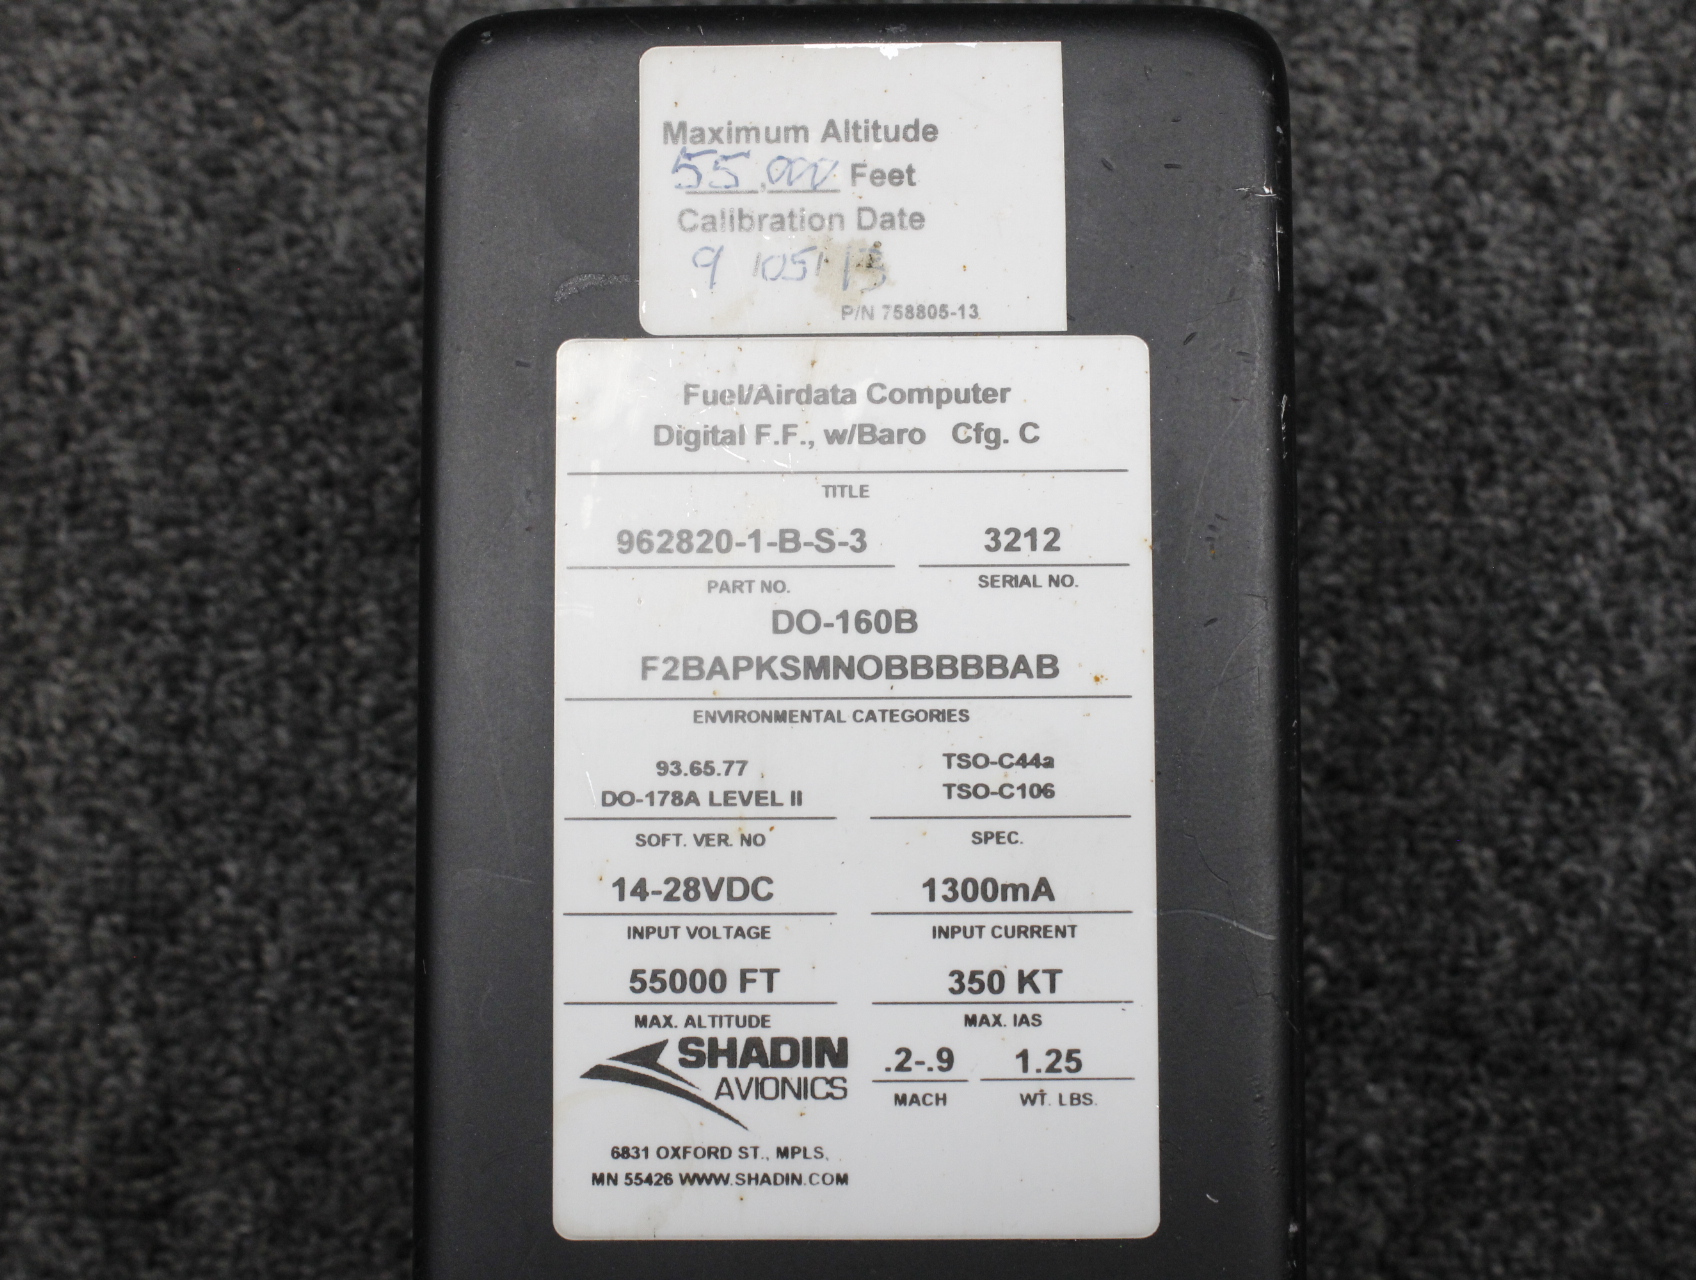 Maximum Altitude
55,000 Feet
Calibration Date
9 105113
P/N 758805-13
Fuel/Airdata Computer
Digital F.F., w/Baro Cfg. C
TITLE
962820-1-B-S-3 3212
PART NO. SERIAL NO.
DO-160B
F2BAPKSMNOBBBBBBAB
ENVIRONMENTAL CATEGORIES
93.65.77 TSO-C44a
DO-178A LEVEL II TSO-C106
SOFT. VER. NO SPEC.
14-28VDC 1300mA
INPUT VOLTAGE INPUT CURRENT
55000 FT 350 KT
MAX. ALTITUDE MAX. IAS
SHADIN .2-.9 1.25
AVIONICS MACH WT. LBS.
6831 OXFORD ST., MPLS,
MN 55426 WWW.SHADIN.COM